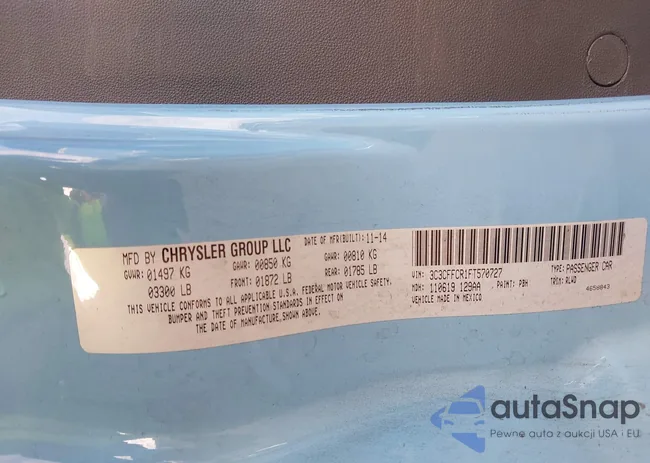 MFD BY CHRYSLER GROUP LLC DATE OF MFR(BUILT): 11-14
GVWR: 01497 KG GAWR: 00850 KG GAWR: 00810 KG
03300 LB FRONT: 01872 LB REAR: 01785 LB
THIS VEHICLE CONFORMS TO ALL APPLICABLE U.S.A. FEDERAL MOTOR VEHICLE SAFETY,
BUMPER AND THEFT PREVENTION STANDARDS IN EFFECT ON
THE DATE OF MANUFACTURE SHOWN ABOVE.
VIN: 3C3CFFCR1FT570727 TYPE: PASSENGER CAR
MDH: 110619 129AA PAINT: PBH TRIM: RLWD
VEHICLE MADE IN MEXICO
autaSnap
Pewne auta z aukcji USA i EU